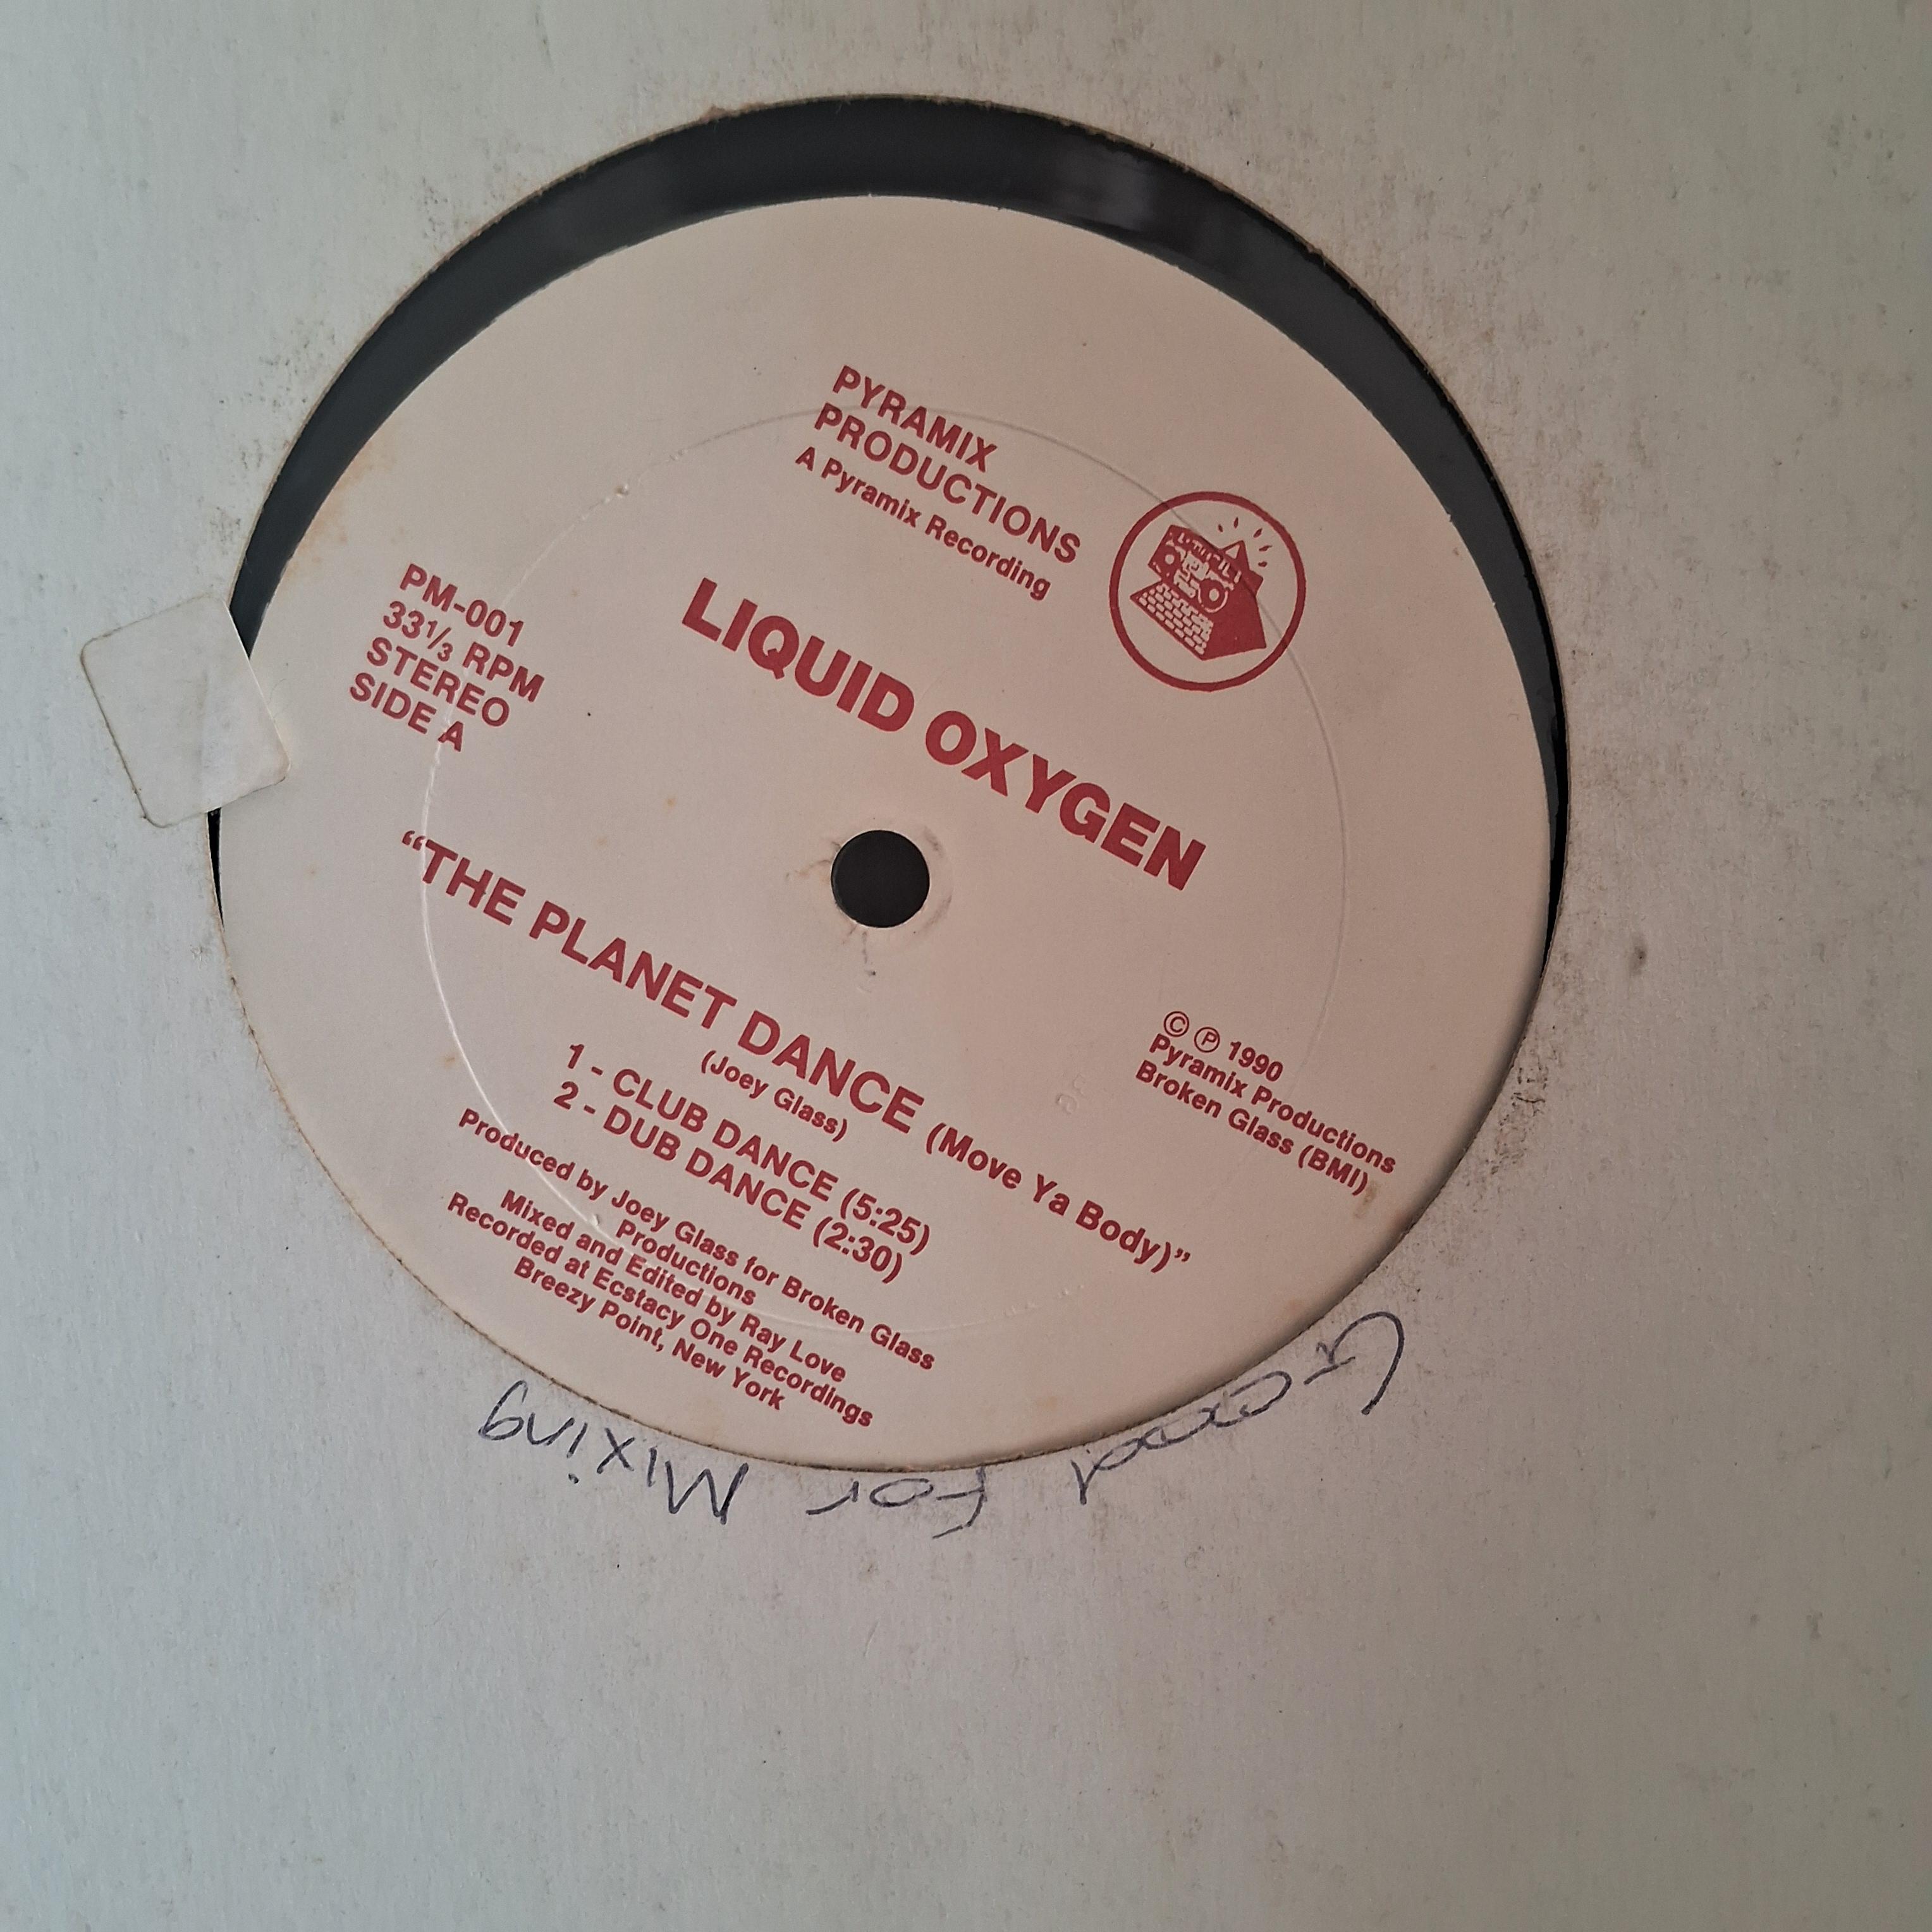 PYRAMIX
PRODUCTIONS
A Pyramix Recording
PM-001
33⅓ RPM
STEREO
SIDE A
LIQUID OXYGEN
“THE PLANET DANCE (Move Ya Body)”
(Joey Glass)
1 - CLUB DANCE (5:25)
2 - DUB DANCE (2:30)
Produced by Joey Glass for Broken Glass
Productions
Mixed and Edited by Ray Love
Recorded at Ecstacy One Recordings
Breezy Point, New York
© ℗ 1990
Pyramix Productions
Broken Glass (BMI)
Good For Mixing